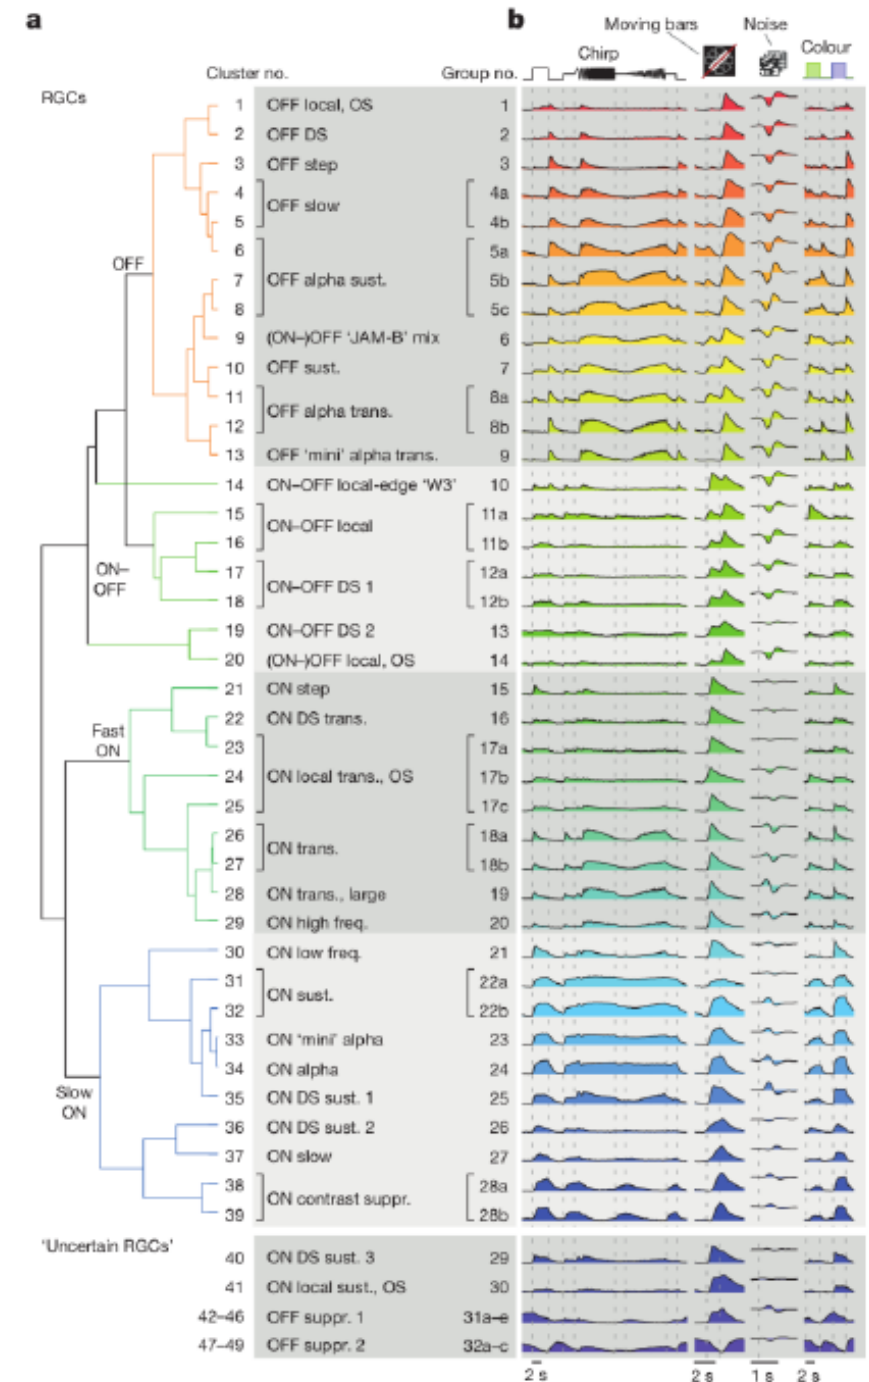 a
b
Moving bars
Noise
Chirp
Colour
Cluster no.
Group no.
RGCs
1 OFF local, OS 1
2 OFF DS 2
3 OFF step 3
4 OFF slow 4a
5 4b
6 OFF alpha sust. 5a
7 5b
8 5c
9 (ON–)OFF ‘JAM-B’ mix 6
10 OFF sust. 7
11 OFF alpha trans. 8a
12 8b
13 OFF ‘mini’ alpha trans. 9
14 ON–OFF local-edge ‘W3’ 10
15 ON–OFF local 11a
16 11b
17 ON–OFF DS 1 12a
18 12b
19 ON–OFF DS 2 13
20 (ON–)OFF local, OS 14
21 ON step 15
22 ON DS trans. 16
23 ON local trans., OS 17a
24 17b
25 17c
26 ON trans. 18a
27 18b
28 ON trans., large 19
29 ON high freq. 20
30 ON low freq. 21
31 ON sust. 22a
32 22b
33 ON ‘mini’ alpha 23
34 ON alpha 24
35 ON DS sust. 1 25
36 ON DS sust. 2 26
37 ON slow 27
38 ON contrast suppr. 28a
39 28b
OFF
ON–
OFF
Fast
ON
Slow
ON
‘Uncertain RGCs’
40 ON DS sust. 3 29
41 ON local sust., OS 30
42–46 OFF suppr. 1 31a–e
47–49 OFF suppr. 2 32a–c
2 s
2 s
1 s
2 s